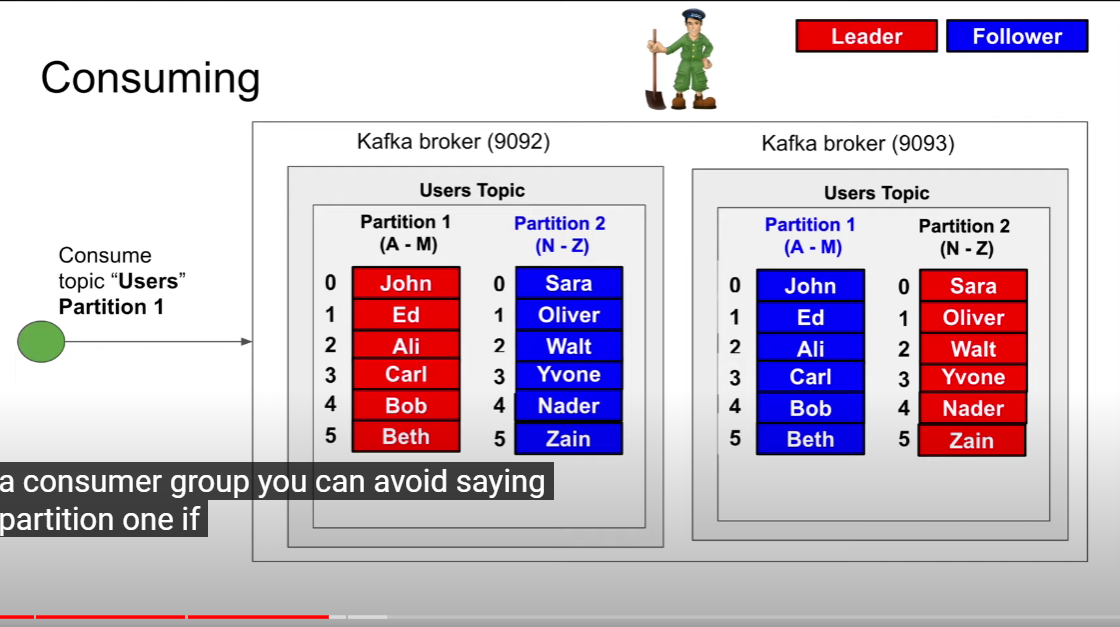 Leader
Follower
Consuming
Kafka broker (9092)
Kafka broker (9093)
Users Topic
Users Topic
Partition 1
(A - M)
Partition 2
(N - Z)
Partition 1
(A - M)
Partition 2
(N - Z)
Consume
topic “Users”
Partition 1
0 John 0 Sara
1 Ed 1 Oliver
2 Ali 2 Walt
3 Carl 3 Yvone
4 Bob 4 Nader
5 Beth 5 Zain
0 John 0 Sara
1 Ed 1 Oliver
2 Ali 2 Walt
3 Carl 3 Yvone
4 Bob 4 Nader
5 Beth 5 Zain
a consumer group you can avoid saying
partition one if